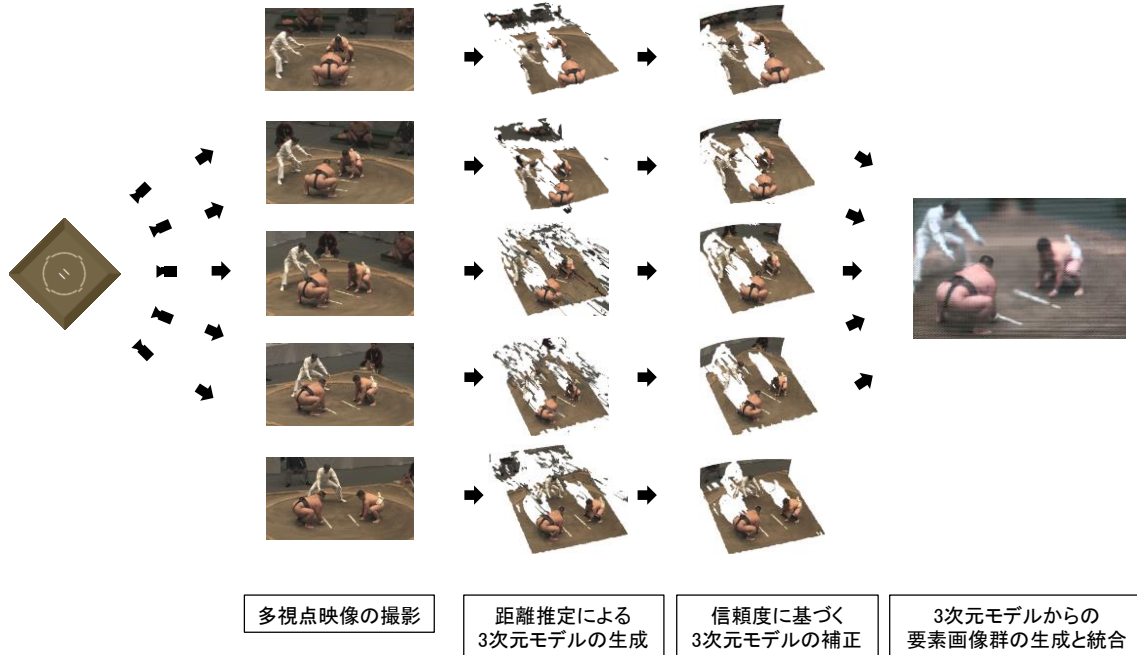 多視点映像の撮影
距離推定による
3次元モデルの生成
信頼度に基づく
3次元モデルの補正
3次元モデルからの
要素画像群の生成と統合